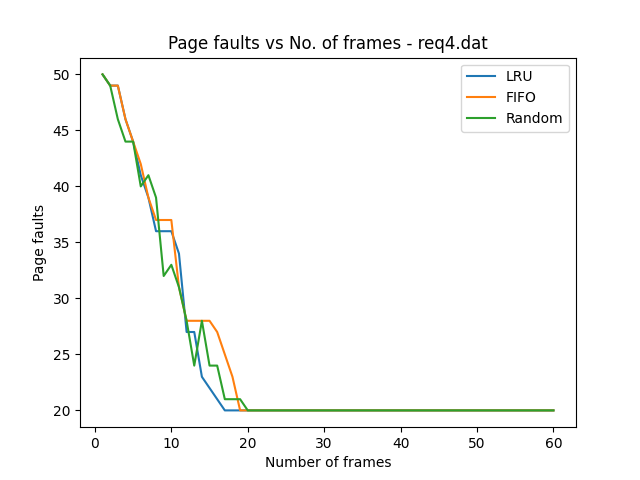 Page faults vs No. of frames - req4.dat
LRU
FIFO
Random
50
45
40
35
30
25
20
Page faults
0 10 20 30 40 50 60
Number of frames